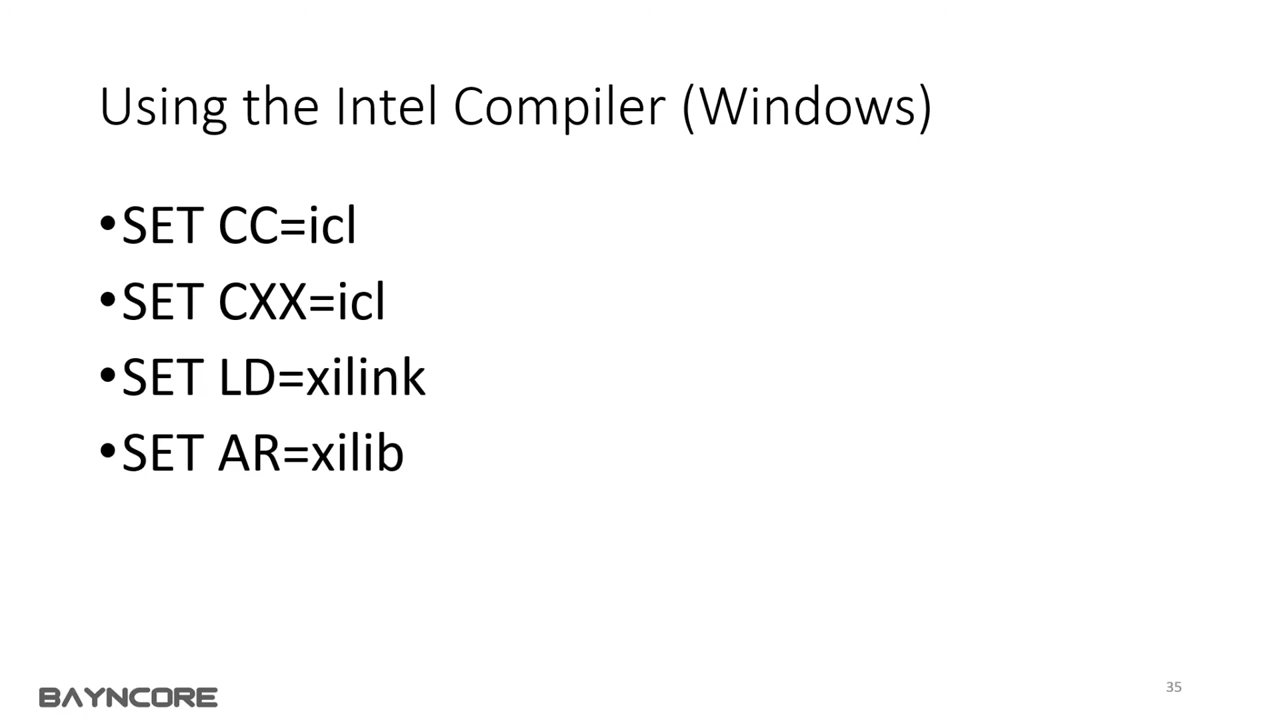 Using the Intel Compiler (Windows)
•SET CC=icl
•SET CXX=icl
•SET LD=xilink
•SET AR=xilib
BAYNCORE
35